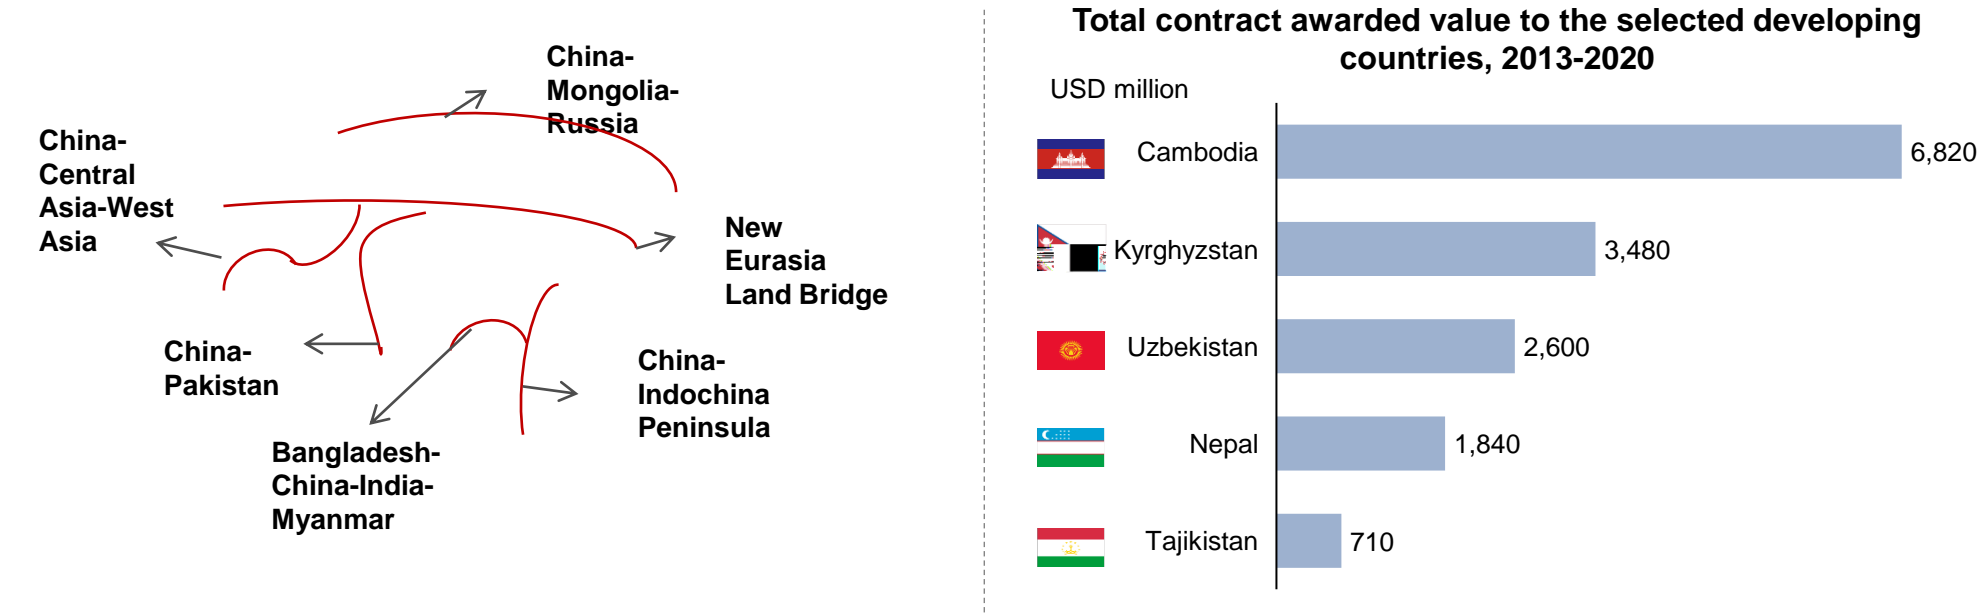 China-
Mongolia-
Russia
China-
Central
Asia-West
Asia
New
Eurasia
Land Bridge
China-
Pakistan
China-
Indochina
Peninsula
Bangladesh-
China-India-
Myanmar
Total contract awarded value to the selected developing
countries, 2013-2020
USD million
Cambodia 6,820
Kyrghyzstan 3,480
Uzbekistan 2,600
Nepal 1,840
Tajikistan 710